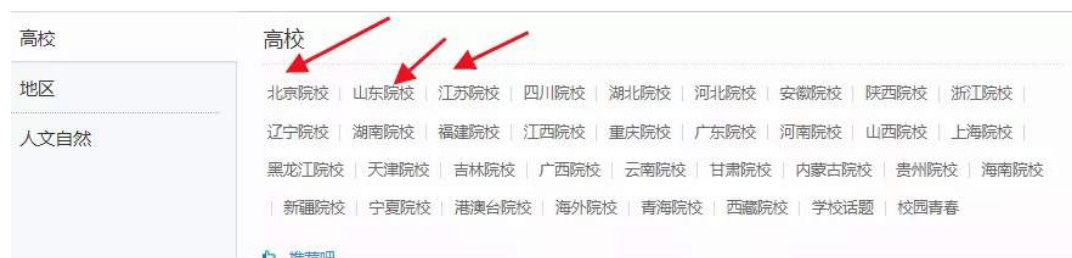 高校
地区
人文自然
高校
北京院校 | 山东院校 | 江苏院校 | 四川院校 | 湖北院校 | 河北院校 | 安徽院校 | 陕西院校 | 浙江院校 |
辽宁院校 | 湖南院校 | 福建院校 | 江西院校 | 重庆院校 | 广东院校 | 河南院校 | 山西院校 | 上海院校 |
黑龙江院校 | 天津院校 | 吉林院校 | 广西院校 | 云南院校 | 甘肃院校 | 内蒙古院校 | 贵州院校 | 海南院校
| 新疆院校 | 宁夏院校 | 港澳台院校 | 海外院校 | 青海院校 | 西藏院校 | 学校话题 | 校园青春